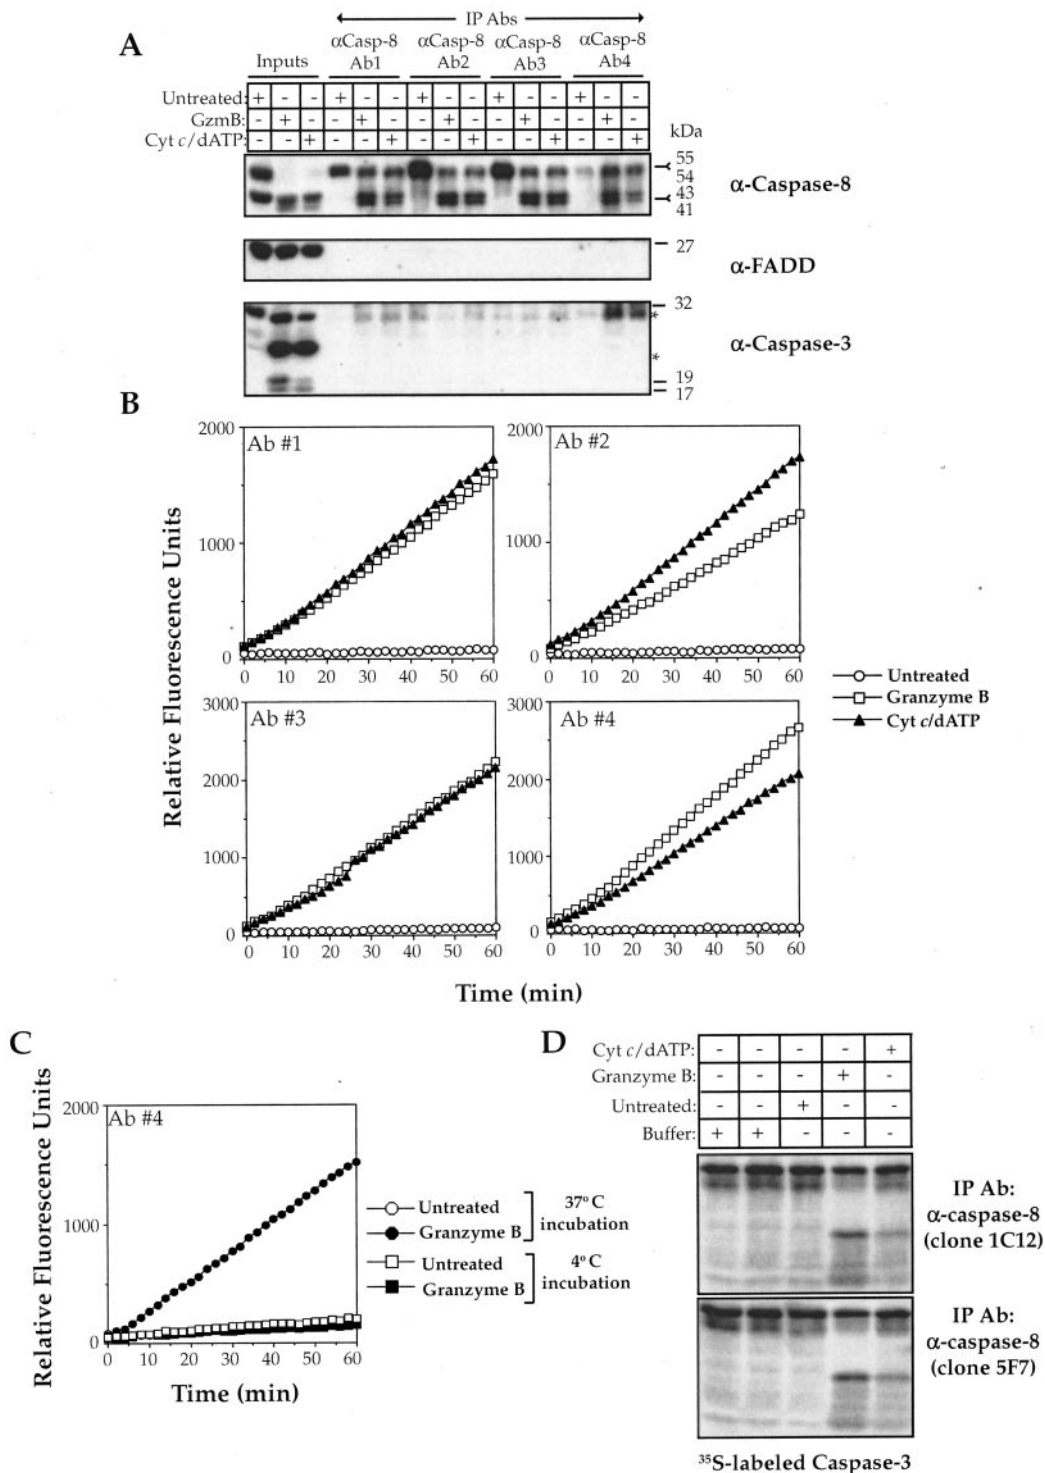 A
IP Abs
αCasp-8 αCasp-8 αCasp-8 αCasp-8
Inputs Ab1 Ab2 Ab3 Ab4
Untreated: + - - + - - + - - + - - + - -
GzmB: - + - - + - - + - - + - - + -
Cyt c/dATP: - - + - - + - - + - - + - - +
kDa
55
54
43
41
α-Caspase-8
27
α-FADD
32
*
*
19
17
α-Caspase-3
B
Relative Fluorescence Units
Ab #1
2000
1000
0
0 10 20 30 40 50 60
Ab #2
2000
1000
0
0 10 20 30 40 50 60
Untreated
Granzyme B
Cyt c/dATP
Ab #3
3000
2000
1000
0
0 10 20 30 40 50 60
Ab #4
3000
2000
1000
0
0 10 20 30 40 50 60
Time (min)
C
Relative Fluorescence Units
Ab #4
2000
1000
0
0 10 20 30 40 50 60
Time (min)
Untreated
Granzyme B
37° C
incubation
Untreated
Granzyme B
4° C
incubation
D
Cyt c/dATP: - - - - +
Granzyme B: - - - + -
Untreated: - - + - -
Buffer: + + - - -
IP Ab:
α-caspase-8
(clone 1C12)
IP Ab:
α-caspase-8
(clone 5F7)
³⁵S-labeled Caspase-3